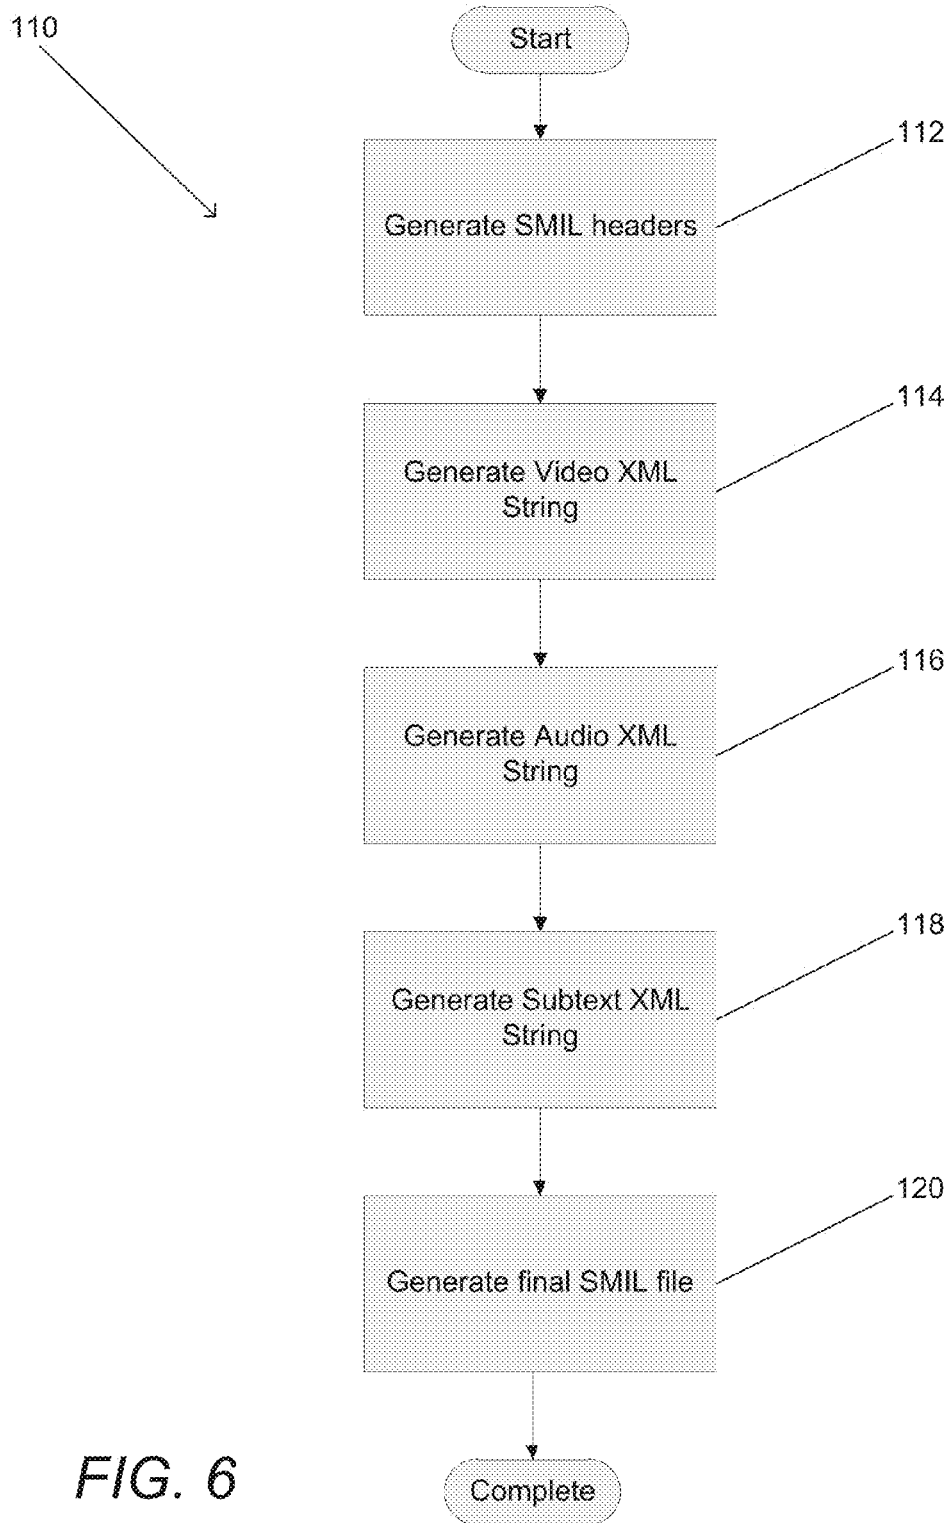 110
Start
112
Generate SMIL headers
114
Generate Video XML
String
116
Generate Audio XML
String
118
Generate Subtext XML
String
120
Generate final SMIL file
Complete
FIG. 6